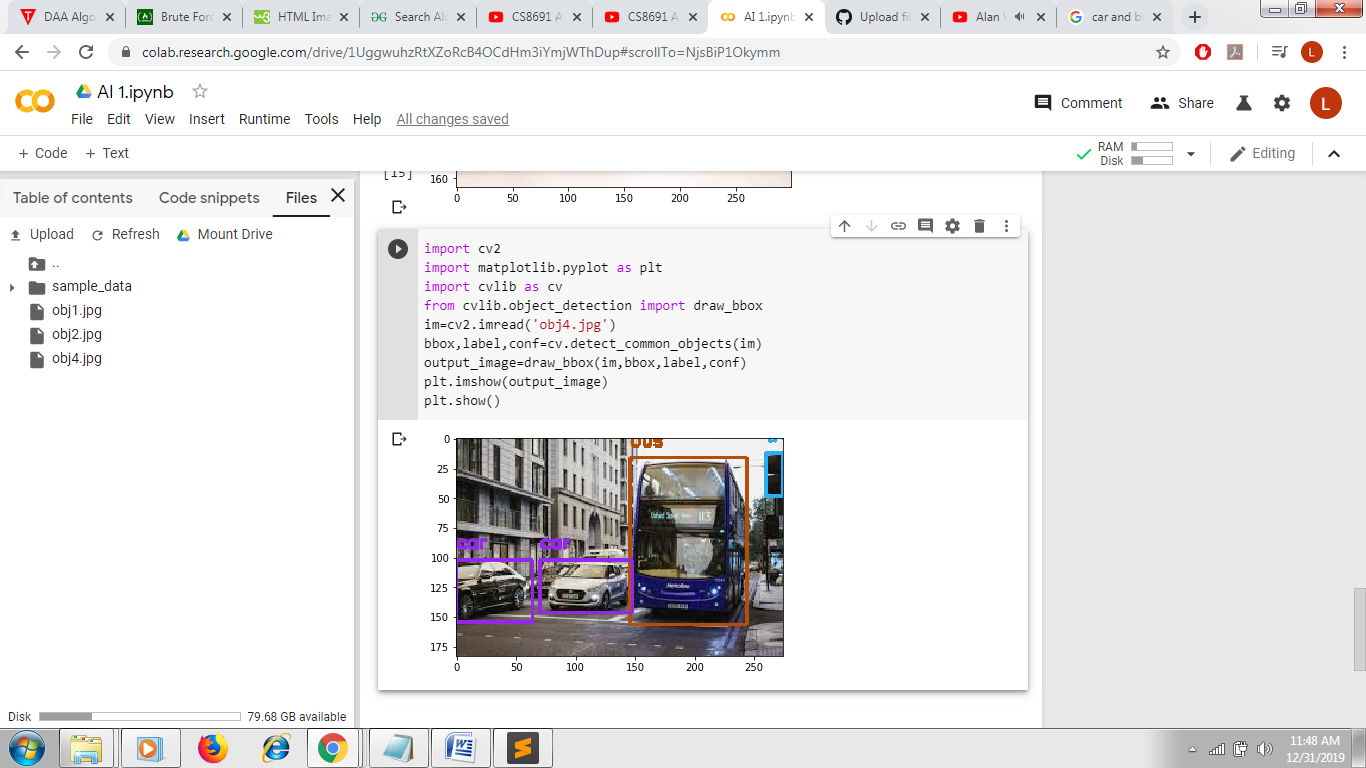 DAA Algo
Brute Forc
HTML Ima
Search Alg
CS8691 A
CS8691 A
AI 1.ipynb
Upload fil
Alan
car and bu
colab.research.google.com/drive/1UggwuhzRtXZoRcB4OCdHm3iYmjWThDup#scrollTo=NjsBiP1Okymm
L
AI 1.ipynb
Comment
Share
L
File Edit View Insert Runtime Tools Help All changes saved
+ Code + Text
RAM
Disk
Editing
Table of contents Code snippets Files
Upload Refresh Mount Drive
..
sample_data
obj1.jpg
obj2.jpg
obj4.jpg
Disk 79.68 GB available
[15]
160
0 50 100 150 200 250
import cv2
import matplotlib.pyplot as plt
import cvlib as cv
from cvlib.object_detection import draw_bbox
im=cv2.imread('obj4.jpg')
bbox,label,conf=cv.detect_common_objects(im)
output_image=draw_bbox(im,bbox,label,conf)
plt.imshow(output_image)
plt.show()
0
25
50
75
100
125
150
175
0 50 100 150 200 250
bus
113
car
car
11:48 AM
12/31/2019